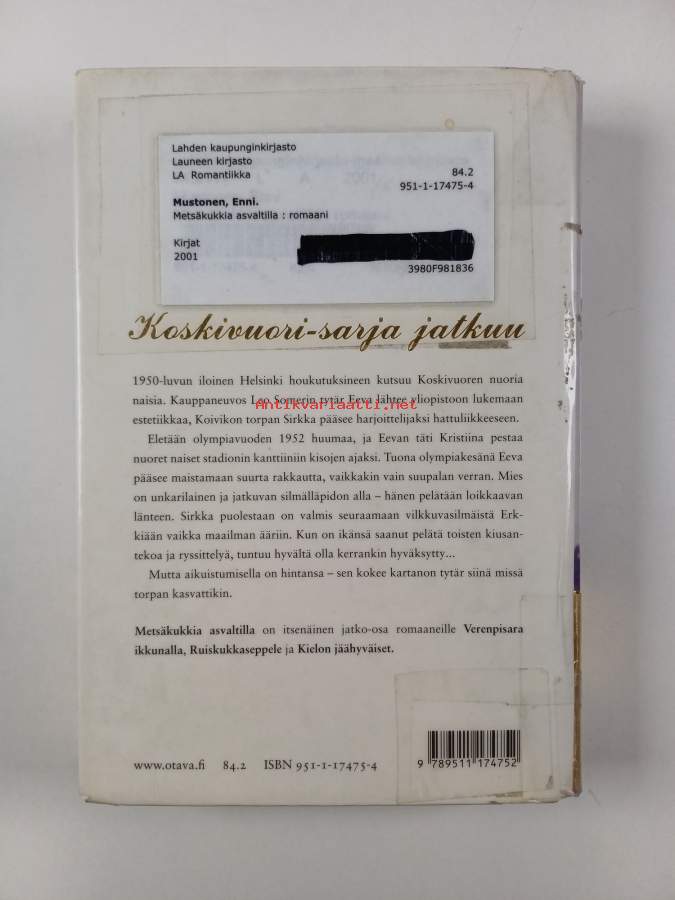 Lahden kaupunginkirjasto
Launeen kirjasto
LA Romantiikka 84.2
951-1-17475-4
Mustonen, Enni.
Metsäkukkia asvaltilla : romaani
Kirjat
2001
3980F981836
Koskivuori-sarja jatkuu
1950-luvun iloinen Helsinki houkutuksineen kutsuu Koskivuoren nuoria
naisia. Kauppaneuvos Leo Somerin tytär Eeva lähtee yliopistoon lukemaan
Antikvariaatti.net
estetiikkaa, Koivikon torpan Sirkka pääsee harjoittelijaksi hattuliikkeeseen.
Eletään olympiavuoden 1952 huumaa, ja Eevan täti Kristiina pestaa
nuoret naiset stadionin kanttiiniin kisojen ajaksi. Tuona olympiakesänä Eeva
pääsee maistamaan suurta rakkautta, vaikkakin vain suupalan verran. Mies
on unkarilainen ja jatkuvan silmälläpidon alla – hänen pelätään loikkaavan
länteen. Sirkka puolestaan on valmis seuraamaan vilkkuvasilmäistä Erk-
kiään vaikka maailman ääriin. Kun on ikänsä saanut pelätä toisten kiusan-
tekoa ja ryssittelyä, tuntuu hyvältä olla kerrankin hyväksytty...
Mutta aikuistumisella on hintansa – sen kokee kartanon tytär siinä missä
torpan kasvattikin.
Metsäkukkia asvaltilla on itsenäinen jatko-osa romaaneille Verenpisara
ikkunalla, Ruiskukkaseppele ja Kielon jäähyväiset.
www.otava.fi 84.2 ISBN 951-1-17475-4
9 789511 174752